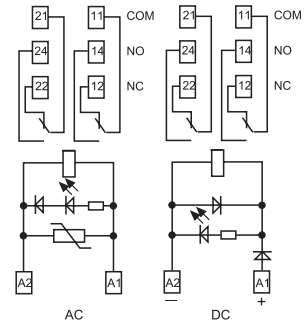 21 11 COM 21 11 COM
24 14 NO 24 14 NO
22 12 NC 22 12 NC
A2 A1 A2 A1
— +
AC DC